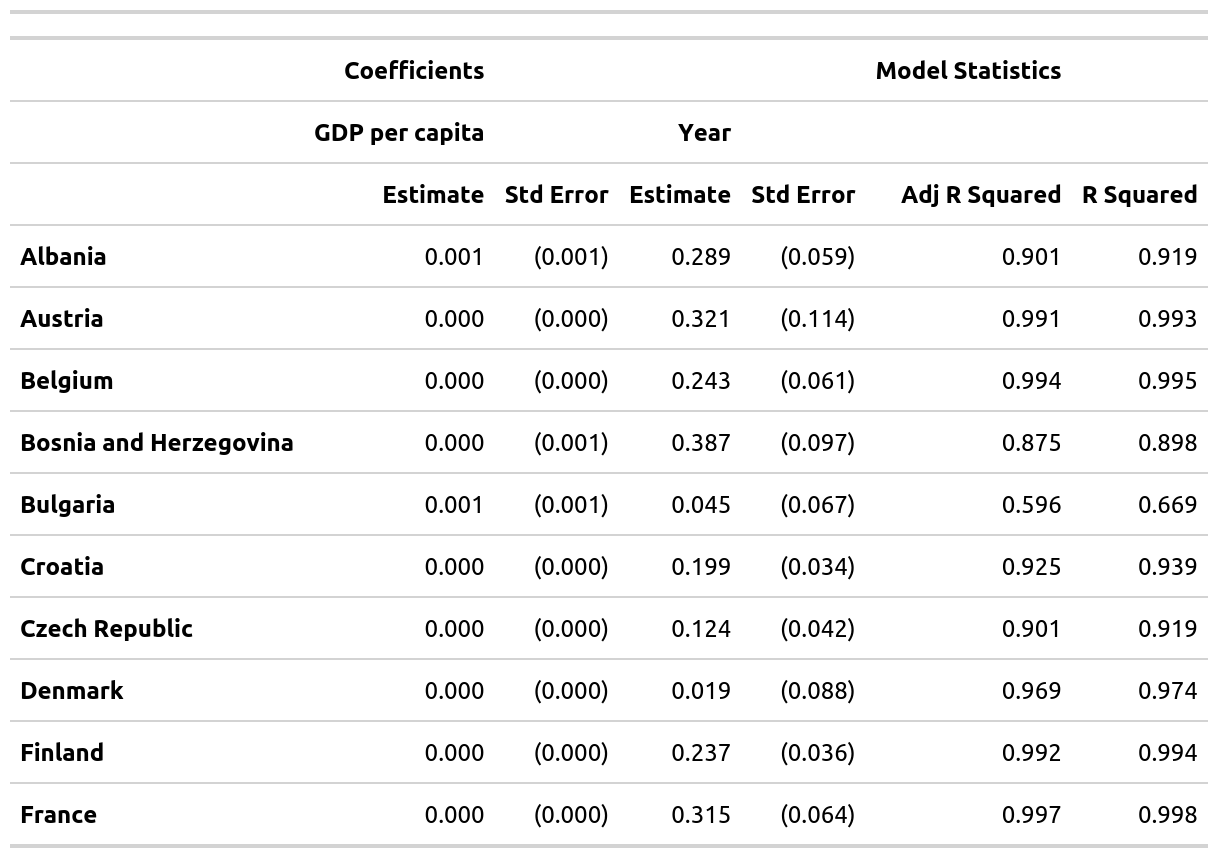 Coefficients Model Statistics
GDP per capita Year
Estimate Std Error Estimate Std Error Adj R Squared R Squared
Albania 0.001 (0.001) 0.289 (0.059) 0.901 0.919
Austria 0.000 (0.000) 0.321 (0.114) 0.991 0.993
Belgium 0.000 (0.000) 0.243 (0.061) 0.994 0.995
Bosnia and Herzegovina 0.000 (0.001) 0.387 (0.097) 0.875 0.898
Bulgaria 0.001 (0.001) 0.045 (0.067) 0.596 0.669
Croatia 0.000 (0.000) 0.199 (0.034) 0.925 0.939
Czech Republic 0.000 (0.000) 0.124 (0.042) 0.901 0.919
Denmark 0.000 (0.000) 0.019 (0.088) 0.969 0.974
Finland 0.000 (0.000) 0.237 (0.036) 0.992 0.994
France 0.000 (0.000) 0.315 (0.064) 0.997 0.998